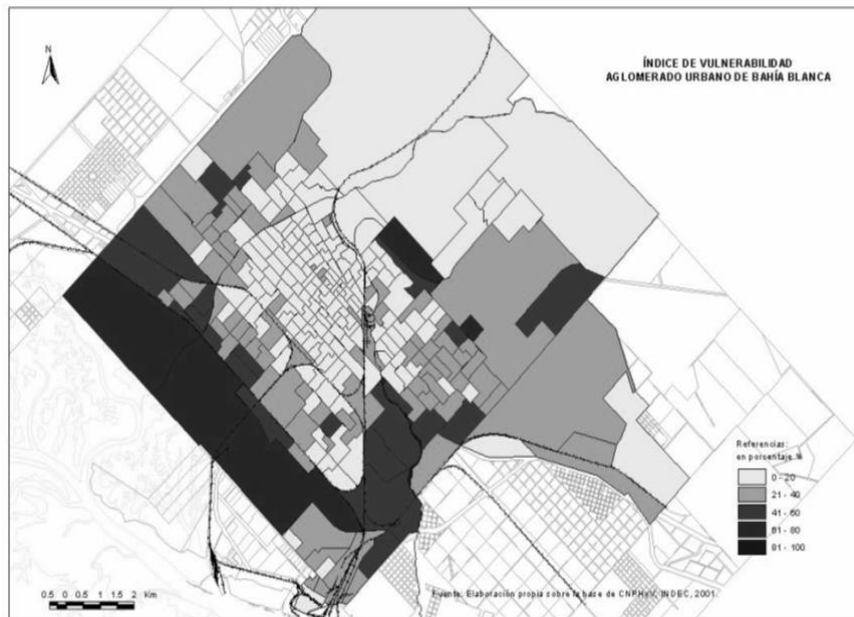 N
ÍNDICE DE VULNERABILIDAD
AGLOMERADO URBANO DE BAHÍA BLANCA
Referencias:
en porcentaje %
0 - 20
21 - 40
41 - 60
61 - 80
81 - 100
0.5 0 0.5 1 1.5 2 Km
Fuente: Elaboración propia sobre la base de CNPHyV, INDEC, 2001.